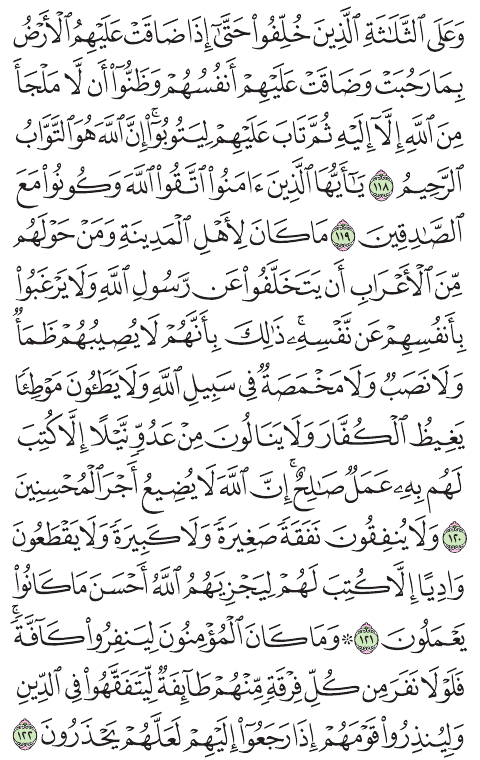 وَعَلَى ٱلثَّلَٰثَةِ ٱلَّذِينَ خُلِّفُوا۟ حَتَّىٰٓ إِذَا ضَاقَتْ عَلَيْهِمُ ٱلْأَرْضُ
بِمَا رَحُبَتْ وَضَاقَتْ عَلَيْهِمْ أَنفُسُهُمْ وَظَنُّوٓا۟ أَن لَّا مَلْجَأَ
مِنَ ٱللَّهِ إِلَّآ إِلَيْهِ ثُمَّ تَابَ عَلَيْهِمْ لِيَتُوبُوٓا۟ۚ إِنَّ ٱللَّهَ هُوَ ٱلتَّوَّابُ
ٱلرَّحِيمُ ١١٨ يَٰٓأَيُّهَا ٱلَّذِينَ ءَامَنُوا۟ ٱتَّقُوا۟ ٱللَّهَ وَكُونُوا۟ مَعَ
ٱلصَّٰدِقِينَ ١١٩ مَا كَانَ لِأَهْلِ ٱلْمَدِينَةِ وَمَنْ حَوْلَهُم
مِّنَ ٱلْأَعْرَابِ أَن يَتَخَلَّفُوا۟ عَن رَّسُولِ ٱللَّهِ وَلَا يَرْغَبُوا۟
بِأَنفُسِهِمْ عَن نَّفْسِهِۦۚ ذَٰلِكَ بِأَنَّهُمْ لَا يُصِيبُهُمْ ظَمَأٌ
وَلَا نَصَبٌ وَلَا مَخْمَصَةٌ فِى سَبِيلِ ٱللَّهِ وَلَا يَطَـُٔونَ مَوْطِئًا
يَغِيظُ ٱلْكُفَّارَ وَلَا يَنَالُونَ مِنْ عَدُوٍّ نَّيْلًا إِلَّا كُتِبَ
لَهُم بِهِۦ عَمَلٌ صَٰلِحٌۚ إِنَّ ٱللَّهَ لَا يُضِيعُ أَجْرَ ٱلْمُحْسِنِينَ
١٢٠ وَلَا يُنفِقُونَ نَفَقَةً صَغِيرَةً وَلَا كَبِيرَةً وَلَا يَقْطَعُونَ
وَادِيًا إِلَّا كُتِبَ لَهُمْ لِيَجْزِيَهُمُ ٱللَّهُ أَحْسَنَ مَا كَانُوا۟
يَعْمَلُونَ ١٢١ ۞ وَمَا كَانَ ٱلْمُؤْمِنُونَ لِيَنفِرُوا۟ كَآفَّةًۚ
فَلَوْلَا نَفَرَ مِن كُلِّ فِرْقَةٍ مِّنْهُمْ طَآئِفَةٌ لِّيَتَفَقَّهُوا۟ فِى ٱلدِّينِ
وَلِيُنذِرُوا۟ قَوْمَهُمْ إِذَا رَجَعُوٓا۟ إِلَيْهِمْ لَعَلَّهُمْ يَحْذَرُونَ ١٢٢